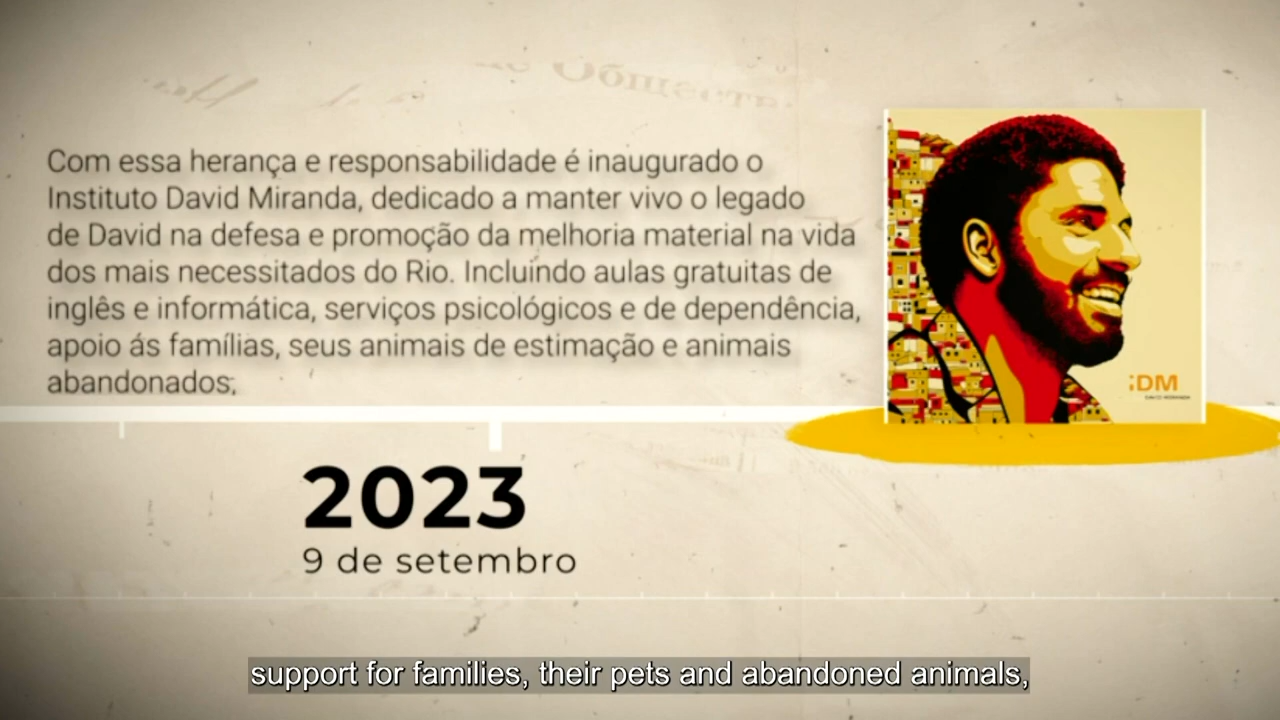 Com essa herança e responsabilidade é inaugurado o
Instituto David Miranda, dedicado a manter vivo o legado
de David na defesa e promoção da melhoria material na vida
dos mais necessitados do Rio. Incluindo aulas gratuitas de
inglês e informática, serviços psicológicos e de dependência,
apoio ás famílias, seus animais de estimação e animais
abandonados;
iDM
DAVID MIRANDA
2023
9 de setembro
support for families, their pets and abandoned animals,